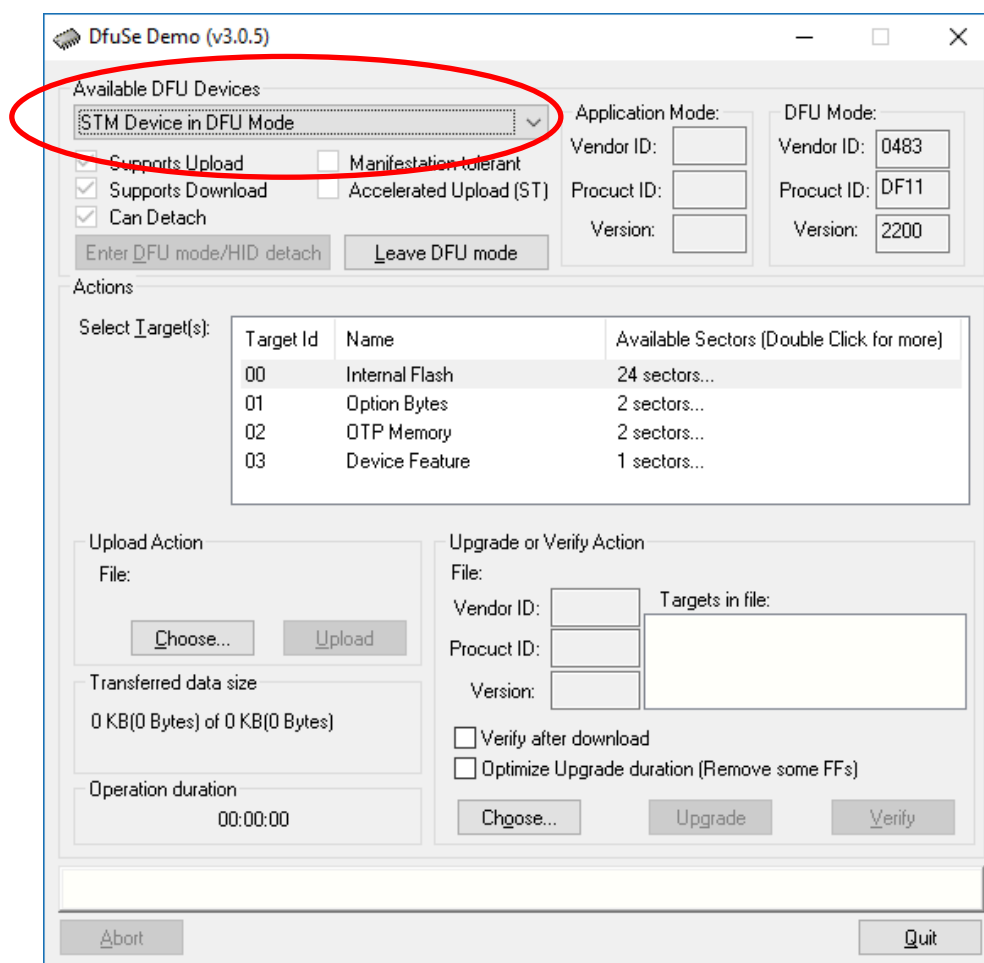 DfuSe Demo (v3.0.5)
Available DFU Devices
STM Device in DFU Mode
Supports Upload
Manifestation tolerant
Supports Download
Accelerated Upload (ST)
Can Detach
Enter DFU mode/HID detach
Leave DFU mode
Application Mode:
Vendor ID:
Procuct ID:
Version:
DFU Mode:
Vendor ID: 0483
Procuct ID: DF11
Version: 2200
Actions
Select Target(s):
Target Id Name Available Sectors (Double Click for more)
00 Internal Flash 24 sectors...
01 Option Bytes 2 sectors...
02 OTP Memory 2 sectors...
03 Device Feature 1 sectors...
Upload Action
File:
Choose...
Upload
Transferred data size
0 KB(0 Bytes) of 0 KB(0 Bytes)
Operation duration
00:00:00
Upgrade or Verify Action
File:
Vendor ID:
Procuct ID:
Version:
Targets in file:
Verify after download
Optimize Upgrade duration (Remove some FFs)
Choose...
Upgrade
Verify
Abort
Quit